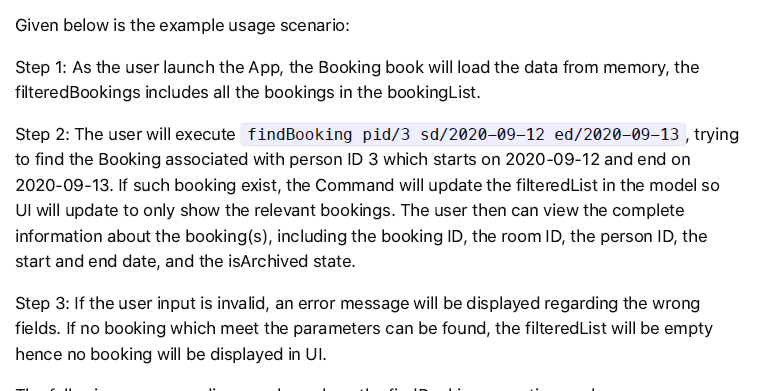 Given below is the example usage scenario:
Step 1: As the user launch the App, the Booking book will load the data from memory, the
filteredBookings includes all the bookings in the bookingList.
Step 2: The user will execute findBooking pid/3 sd/2020-09-12 ed/2020-09-13 , trying
to find the Booking associated with person ID 3 which starts on 2020-09-12 and end on
2020-09-13. If such booking exist, the Command will update the filteredList in the model so
UI will update to only show the relevant bookings. The user then can view the complete
information about the booking(s), including the booking ID, the room ID, the person ID, the
start and end date, and the isArchived state.
Step 3: If the user input is invalid, an error message will be displayed regarding the wrong
fields. If no booking which meet the parameters can be found, the filteredList will be empty
hence no booking will be displayed in UI.